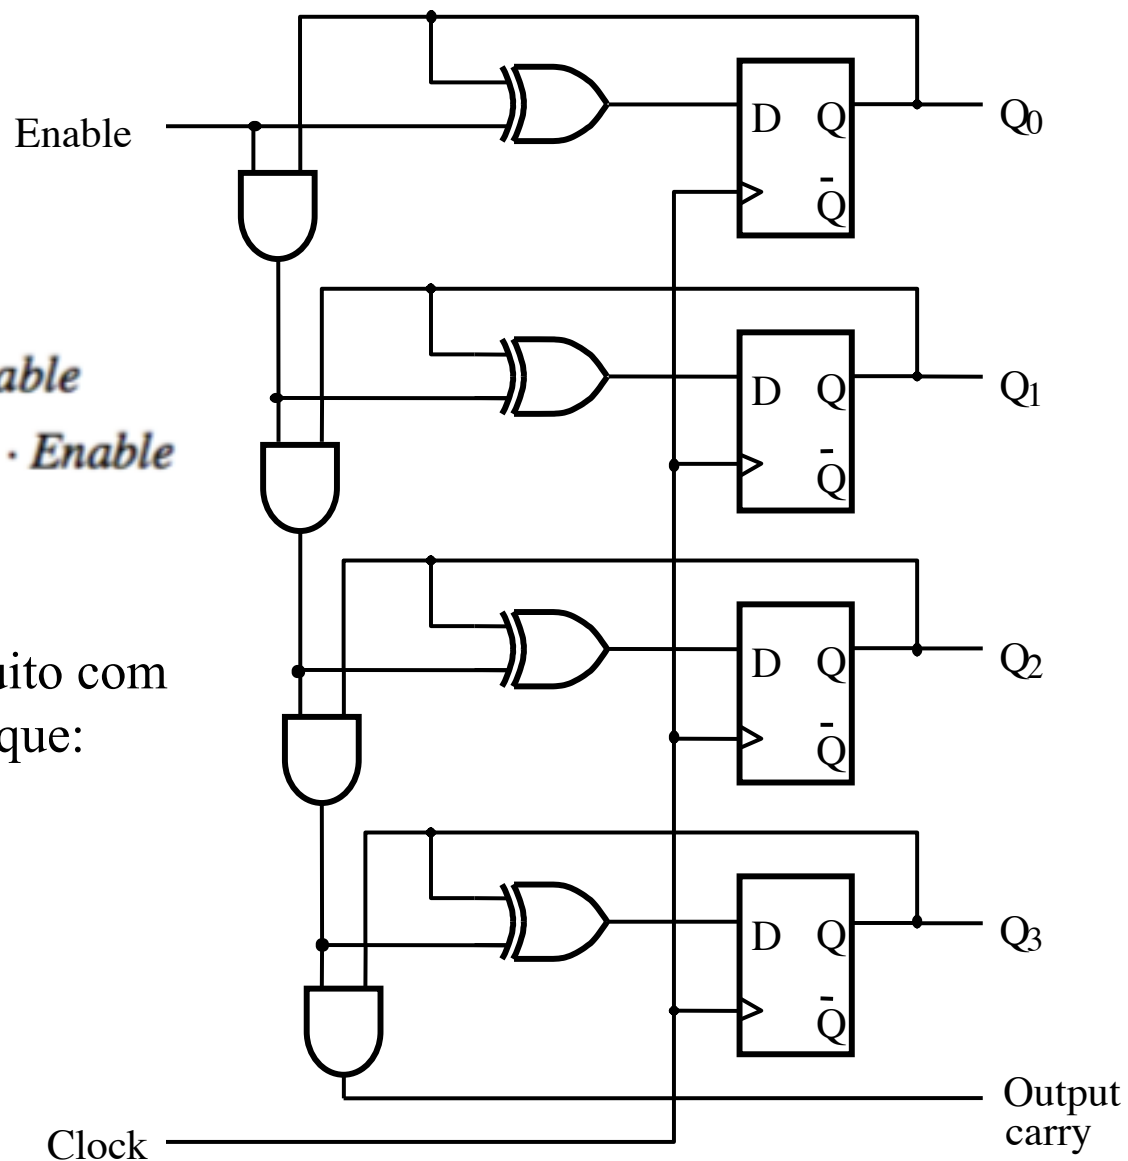 Q0
Enable
D Q
Q̄
Q1
able
D Q
· Enable
Q̄
Q2
D Q
uito com
que:
Q̄
Q3
D Q
Q̄
Output
carry
Clock